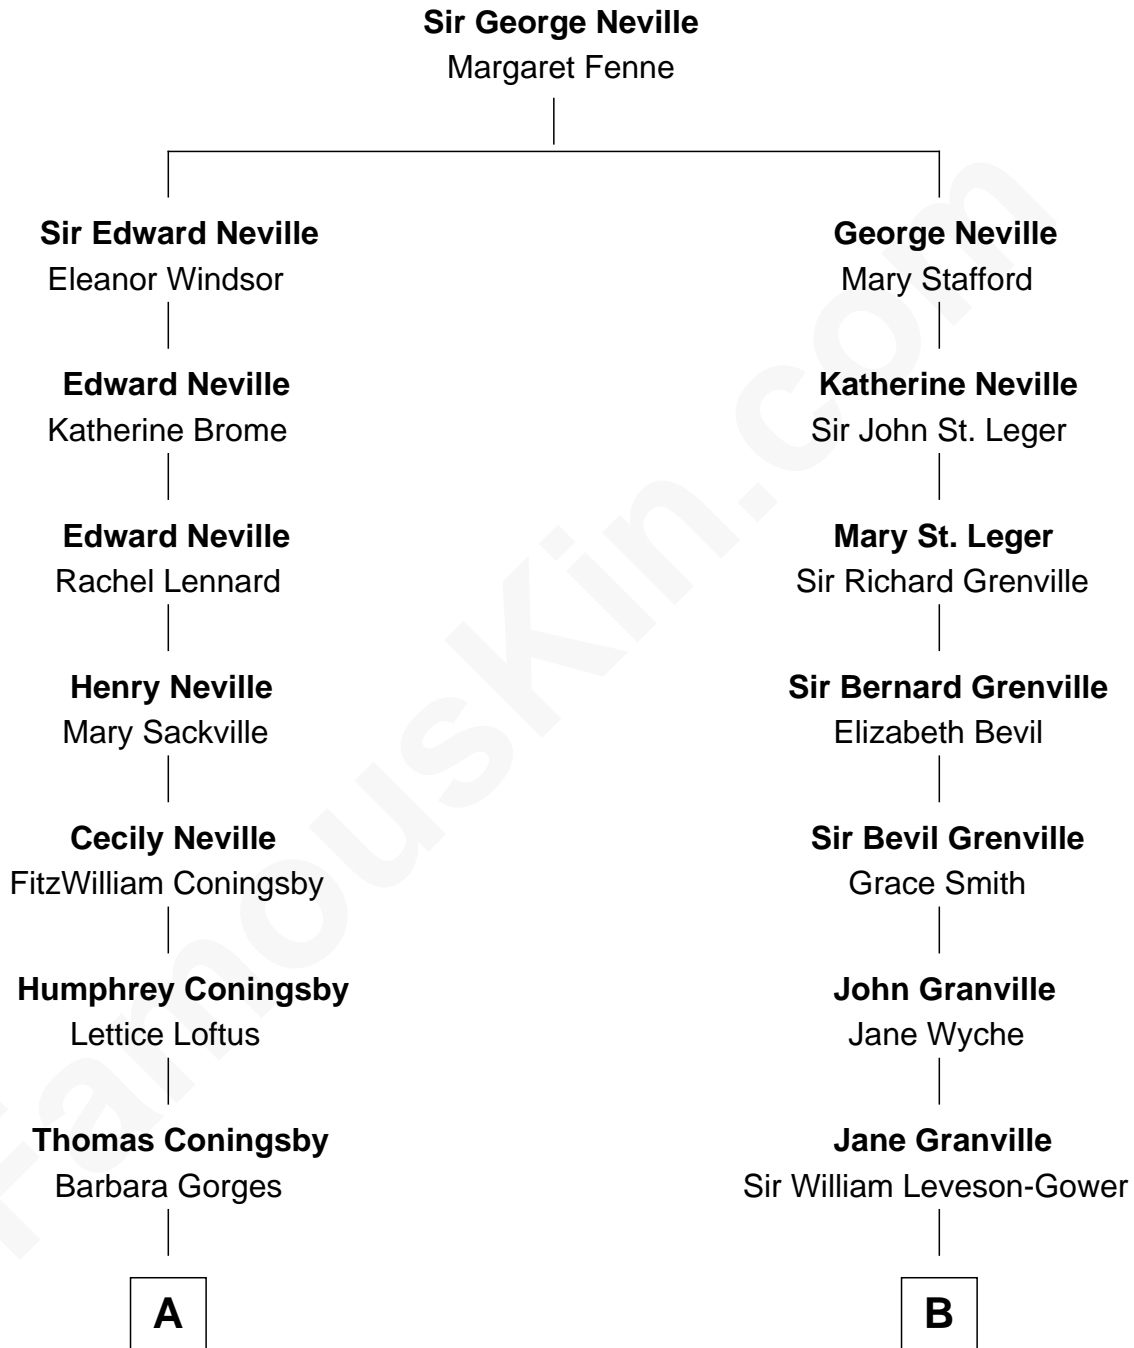 Sir George Neville
Margaret Fenne
Sir Edward Neville
Eleanor Windsor
Edward Neville
Katherine Brome
Edward Neville
Rachel Lennard
Henry Neville
Mary Sackville
Cecily Neville
FitzWilliam Coningsby
Humphrey Coningsby
Lettice Loftus
Thomas Coningsby
Barbara Gorges
A
George Neville
Mary Stafford
Katherine Neville
Sir John St. Leger
Mary St. Leger
Sir Richard Grenville
Sir Bernard Grenville
Elizabeth Bevil
Sir Bevil Grenville
Grace Smith
John Granville
Jane Wyche
Jane Granville
Sir William Leveson-Gower
B
FamousKin.com